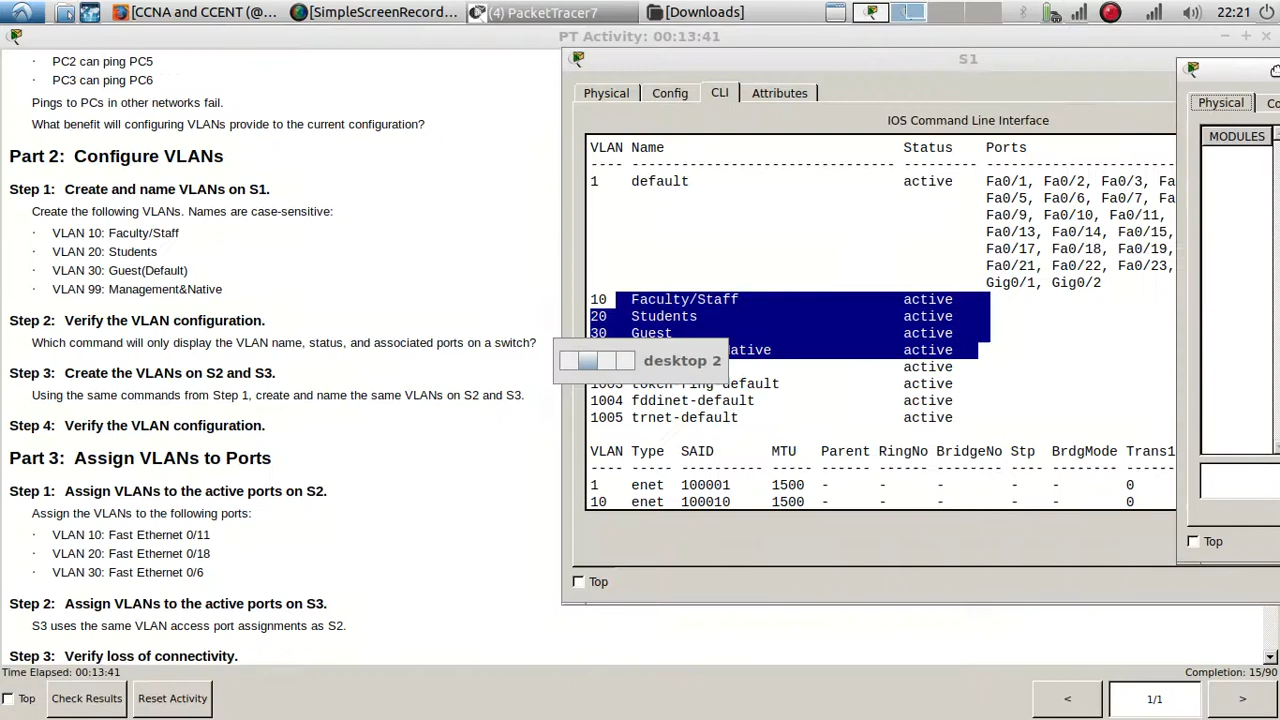 [CCNA and CCENT (@... [SimpleScreenRecord... (4) PacketTracer7 [Downloads] 22:21
PT Activity: 00:13:41
PC2 can ping PC5
PC3 can ping PC6
Pings to PCs in other networks fail.
What benefit will configuring VLANs provide to the current configuration?
Part 2: Configure VLANs
Step 1: Create and name VLANs on S1.
Create the following VLANs. Names are case-sensitive:
· VLAN 10: Faculty/Staff
· VLAN 20: Students
· VLAN 30: Guest(Default)
· VLAN 99: Management&Native
Step 2: Verify the VLAN configuration.
Which command will only display the VLAN name, status, and associated ports on a switch?
Step 3: Create the VLANs on S2 and S3.
Using the same commands from Step 1, create and name the same VLANs on S2 and S3.
Step 4: Verify the VLAN configuration.
Part 3: Assign VLANs to Ports
Step 1: Assign VLANs to the active ports on S2.
Assign the VLANs to the following ports:
· VLAN 10: Fast Ethernet 0/11
· VLAN 20: Fast Ethernet 0/18
· VLAN 30: Fast Ethernet 0/6
Step 2: Assign VLANs to the active ports on S3.
S3 uses the same VLAN access port assignments as S2.
Step 3: Verify loss of connectivity.
Time Elapsed: 00:13:41 Completion: 15/90
Top Check Results Reset Activity < 1/1 >
S1
Physical Config CLI Attributes
IOS Command Line Interface
VLAN Name Status Ports
---- -------------------------------- --------- -----------------------
1 default active Fa0/1, Fa0/2, Fa0/3, Fa
Fa0/5, Fa0/6, Fa0/7, Fa
Fa0/9, Fa0/10, Fa0/11,
Fa0/13, Fa0/14, Fa0/15,
Fa0/17, Fa0/18, Fa0/19,
Fa0/21, Fa0/22, Fa0/23,
Gig0/1, Gig0/2
10 Faculty/Staff active
20 Students active
30 Guest active
ative active
desktop 2 active
1003 token-ring-default active
1004 fddinet-default active
1005 trnet-default active
VLAN Type SAID MTU Parent RingNo BridgeNo Stp BrdgMode Trans1
---- ----- ---------- ----- ------ ------ -------- ---- -------- ------
1 enet 100001 1500 - - - - - 0
10 enet 100010 1500 - - - - - 0
Top
Physical Co
MODULES
Top